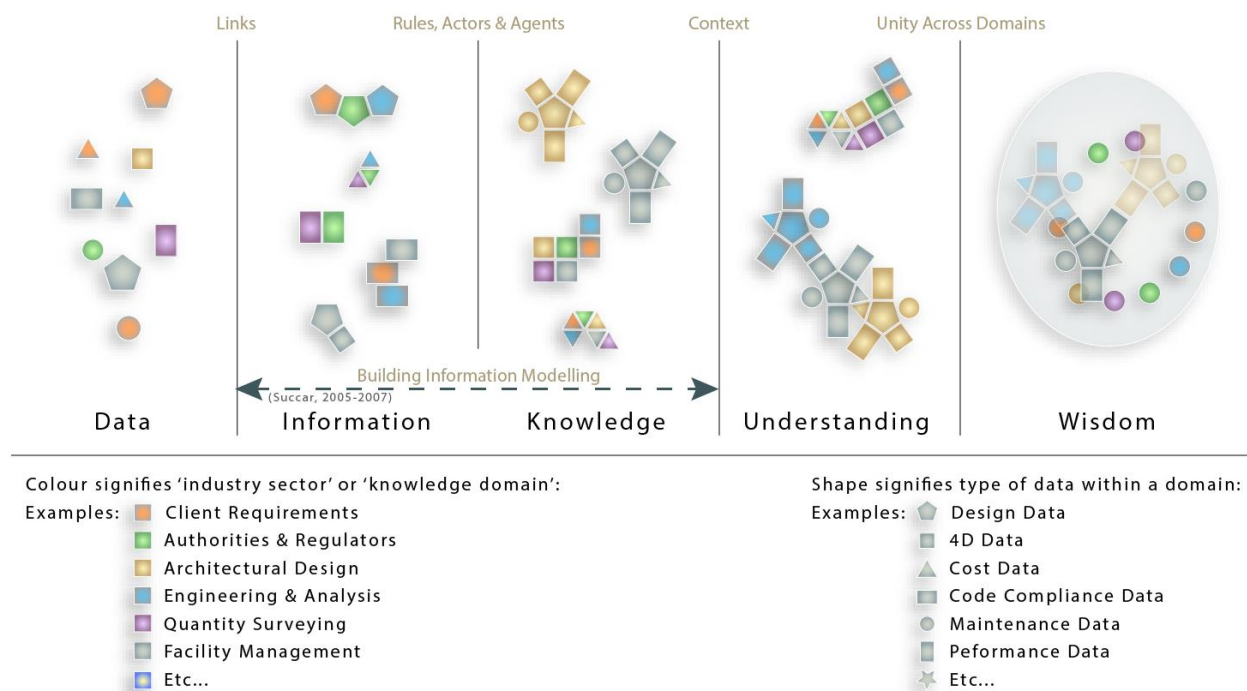 Links
Rules, Actors & Agents
Context
Unity Across Domains
Building Information Modelling
(Succar, 2005-2007)
Data
Information
Knowledge
Understanding
Wisdom
Colour signifies ‘industry sector’ or ‘knowledge domain’:
Examples:
Client Requirements
Authorities & Regulators
Architectural Design
Engineering & Analysis
Quantity Surveying
Facility Management
Etc...
Shape signifies type of data within a domain:
Examples:
Design Data
4D Data
Cost Data
Code Compliance Data
Maintenance Data
Peformance Data
Etc...